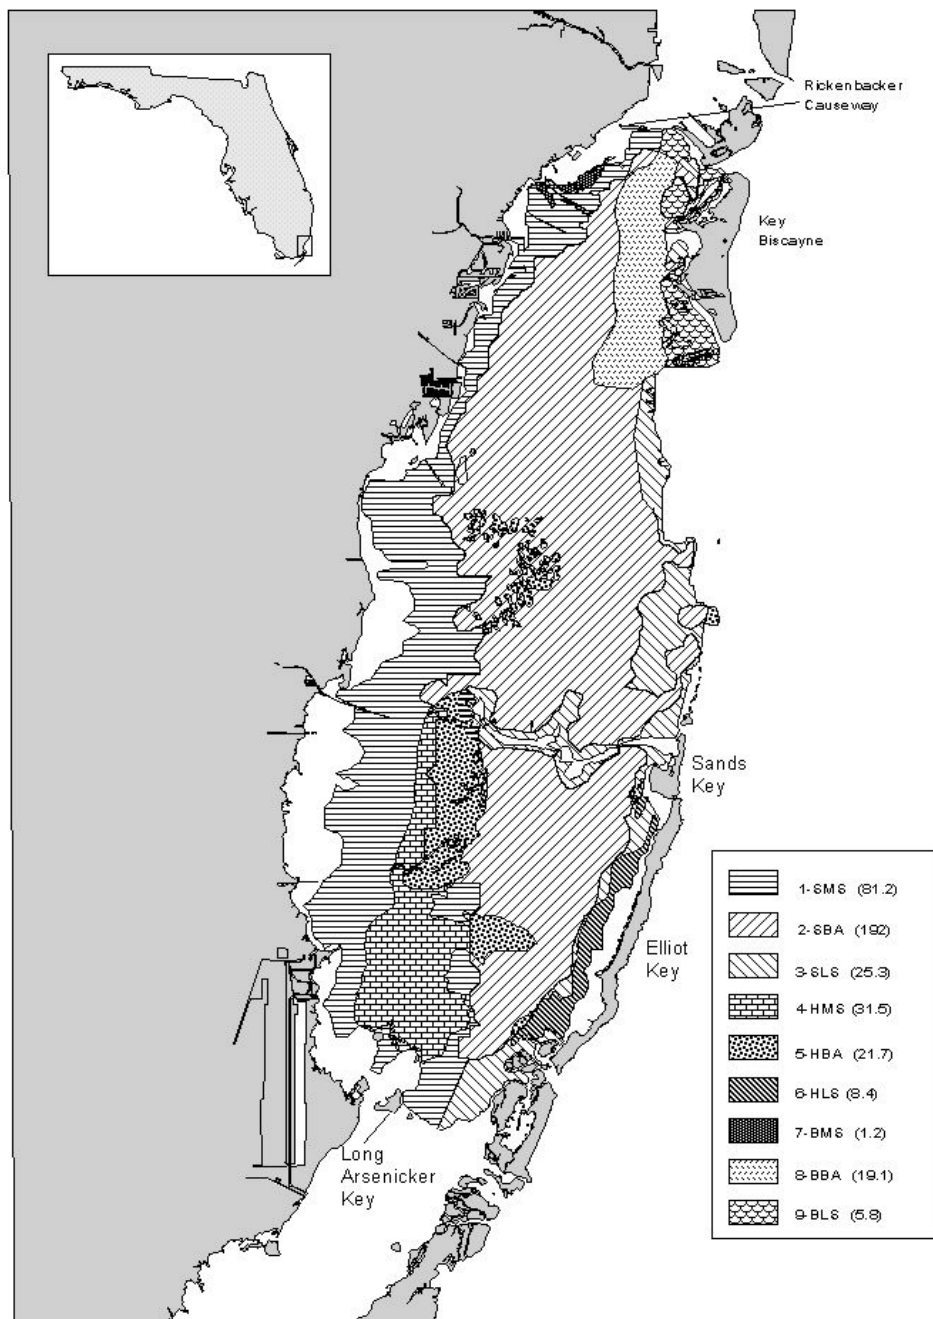 Rickenbacker
Causeway
Key
Biscayne
Sands
Key
Elliot
Key
Long
Arsenicker
Key
1-SMS (81.2)
2-SBA (192)
3-SLS (25.3)
4-HMS (31.5)
5-HBA (21.7)
6-HLS (8.4)
7-BMS (1.2)
8-BBA (19.1)
9-BLS (5.8)